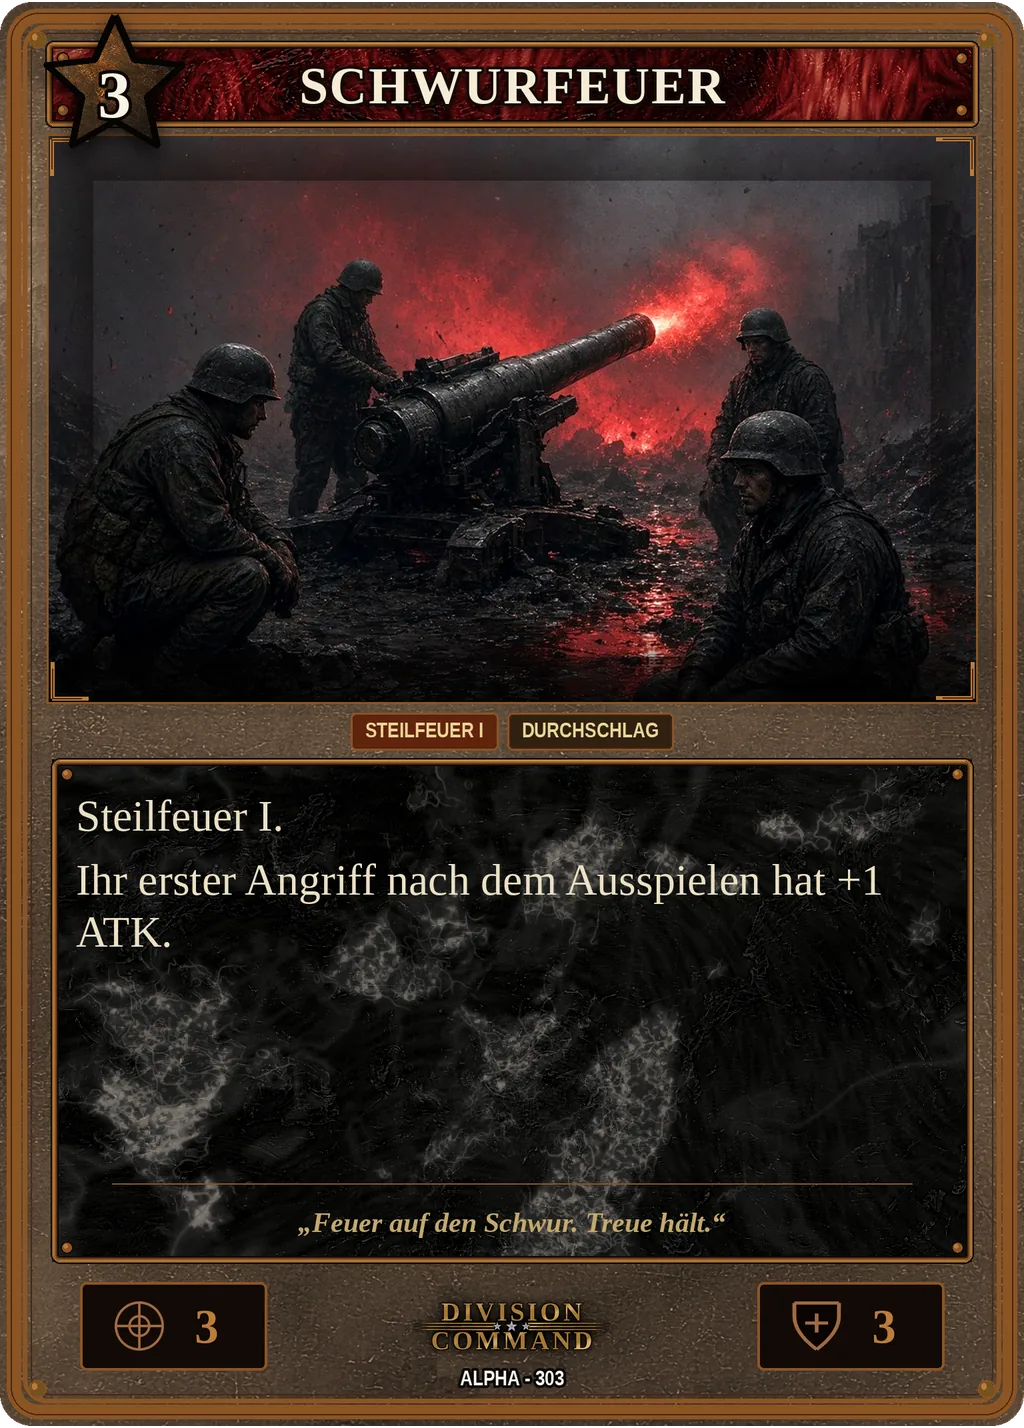 3
SCHWURFEUER
STEILFEUER I
DURCHSCHLAG
Steilfeuer I.
Ihr erster Angriff nach dem Ausspielen hat +1
ATK.
„Feuer auf den Schwur. Treue hält.“
3
DIVISION
COMMAND
3
ALPHA - 303